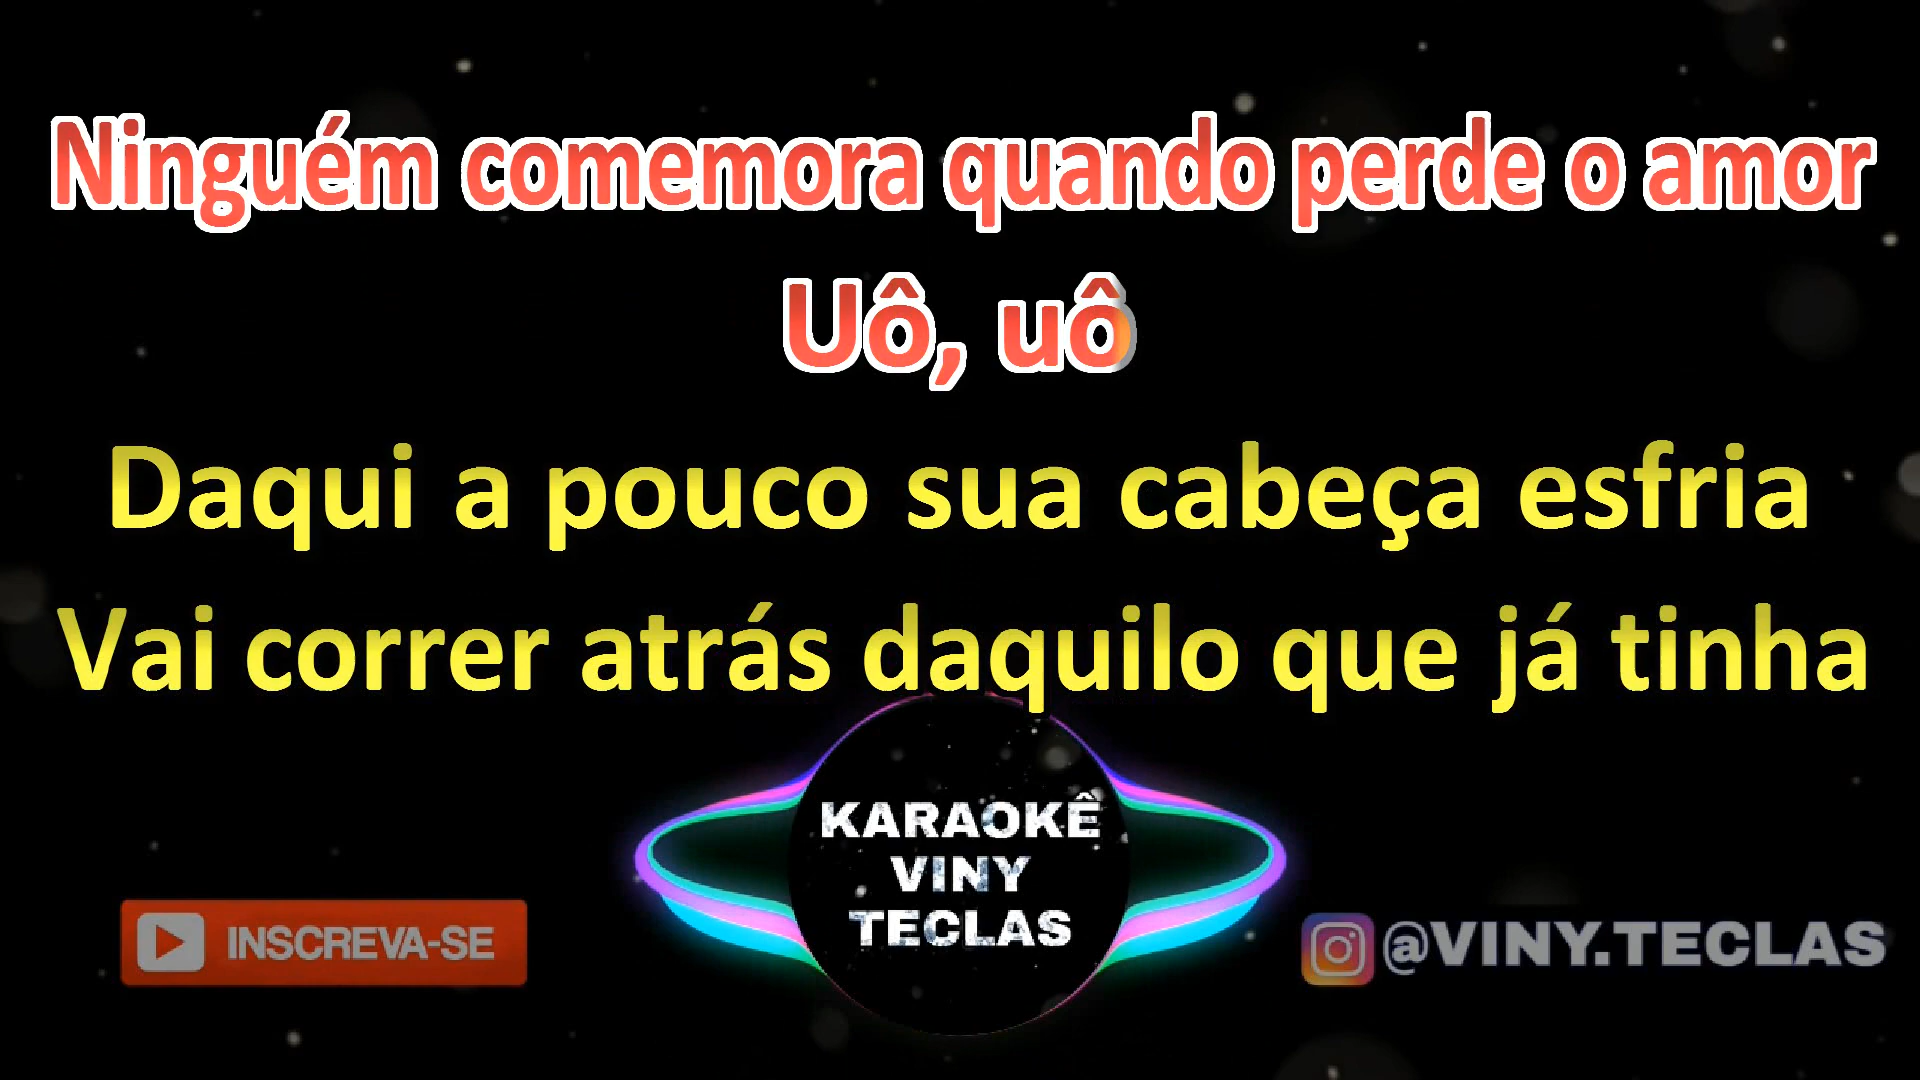 Ninguém comemora quando perde o amor
Uô, uô
Daqui a pouco sua cabeça esfria
Vai correr atrás daquilo que já tinha
KARAOKÊ
VINY
TECLAS
INSCREVA-SE
@VINY.TECLAS